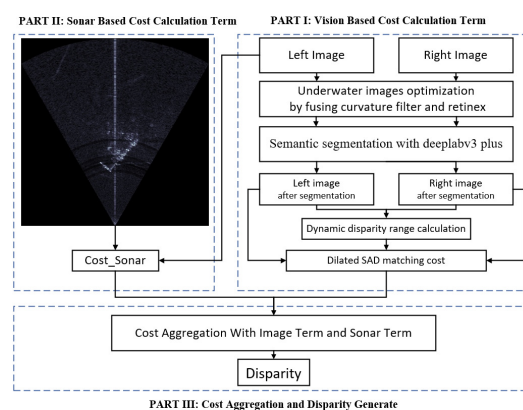 PART II: Sonar Based Cost Calculation Term
PART I: Vision Based Cost Calculation Term
Left Image
Right Image
Underwater images optimization
by fusing curvature filter and retinex
Semantic segmentation with deeplabv3 plus
Left image
after segmentation
Right image
after segmentation
Dynamic disparity range calculation
Cost_Sonar
Dilated SAD matching cost
Cost Aggregation With Image Term and Sonar Term
Disparity
PART III: Cost Aggregation and Disparity Generate